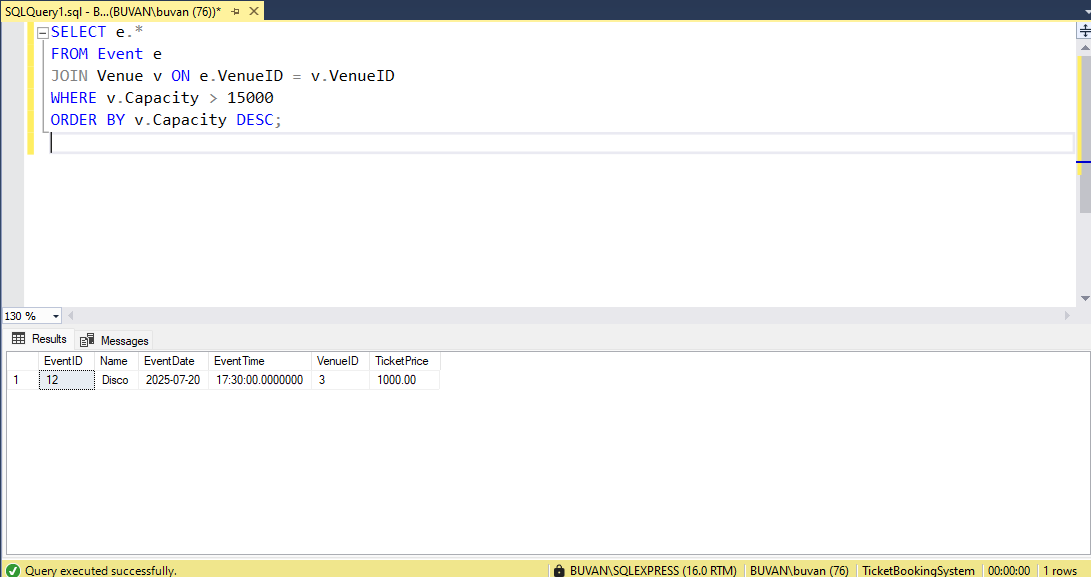 SQLQuery1.sql - B...(BUVAN\buvan (76))*
SELECT e.*
FROM Event e
JOIN Venue v ON e.VenueID = v.VenueID
WHERE v.Capacity > 15000
ORDER BY v.Capacity DESC;
130 %
Results Messages
EventID Name EventDate EventTime VenueID TicketPrice
1 12 Disco 2025-07-20 17:30:00.0000000 3 1000.00
Query executed successfully. BUVAN\SQLEXPRESS (16.0 RTM) BUVAN\buvan (76) TicketBookingSystem 00:00:00 1 rows